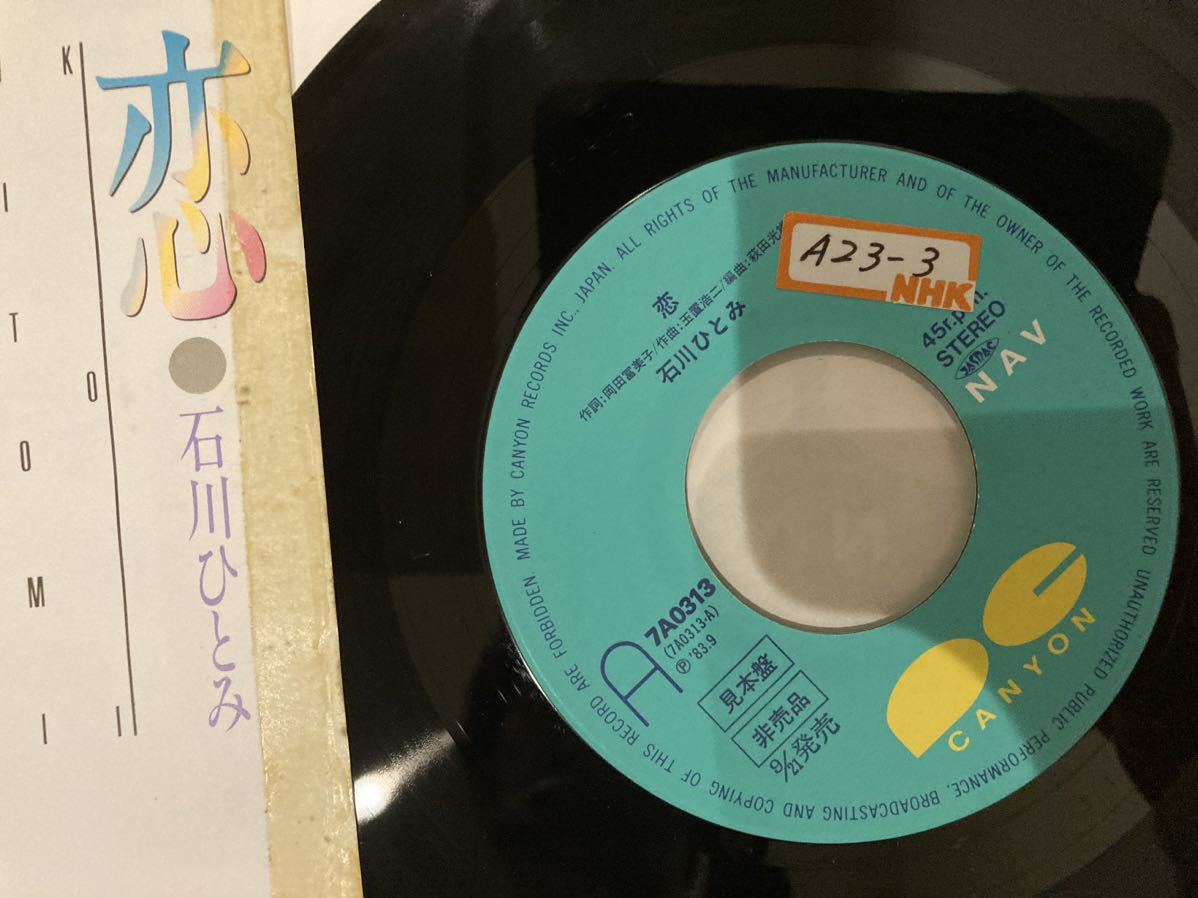 恋
●石川ひとみ
K
I
T
O
O
M
I
I
恋
作詞:岡田冨美子/作曲:玉置浩二/編曲:萩田光
石川ひとみ
A23-3
NHK
45r.p.m.
STEREO
JASRAC
NAV
CANYON
A
7A0313
(7A0313-A)
Ⓟ '83.9
見本盤
非売品
9/21発売
ALL RIGHTS OF THE MANUFACTURER AND OF THE OWNER OF THE RECORDED WORK ARE RESERVED UNAUTHORIZED PUBLIC PERFORMANCE, BROADCASTING AND COPYING OF THIS RECORD ARE FORBIDDEN. MADE BY CANYON RECORDS INC., JAPAN.